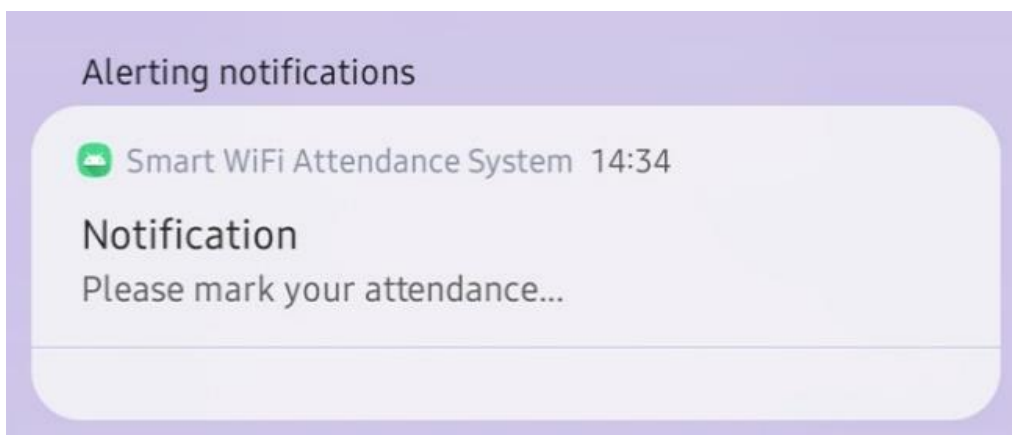 Alerting notifications
Smart WiFi Attendance System 14:34
Notification
Please mark your attendance...